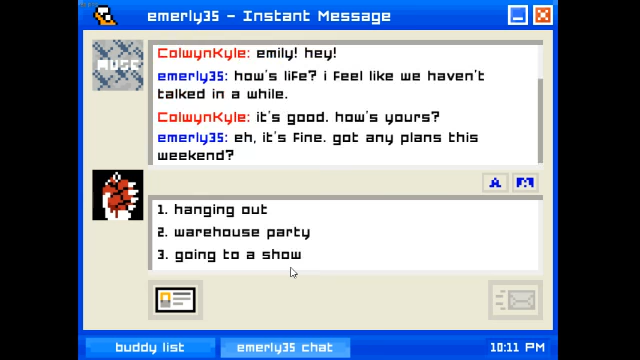 emerly35 - Instant Message
MUSE
ColwynKyle: emily! hey!
emerly35: how's life? i feel like we haven't
talked in a while.
ColwynKyle: it's good. how's yours?
emerly35: eh, it's fine. got any plans this
weekend?
A
1. hanging out
2. warehouse party
3. going to a show
buddy list
emerly35 chat
10:11 PM